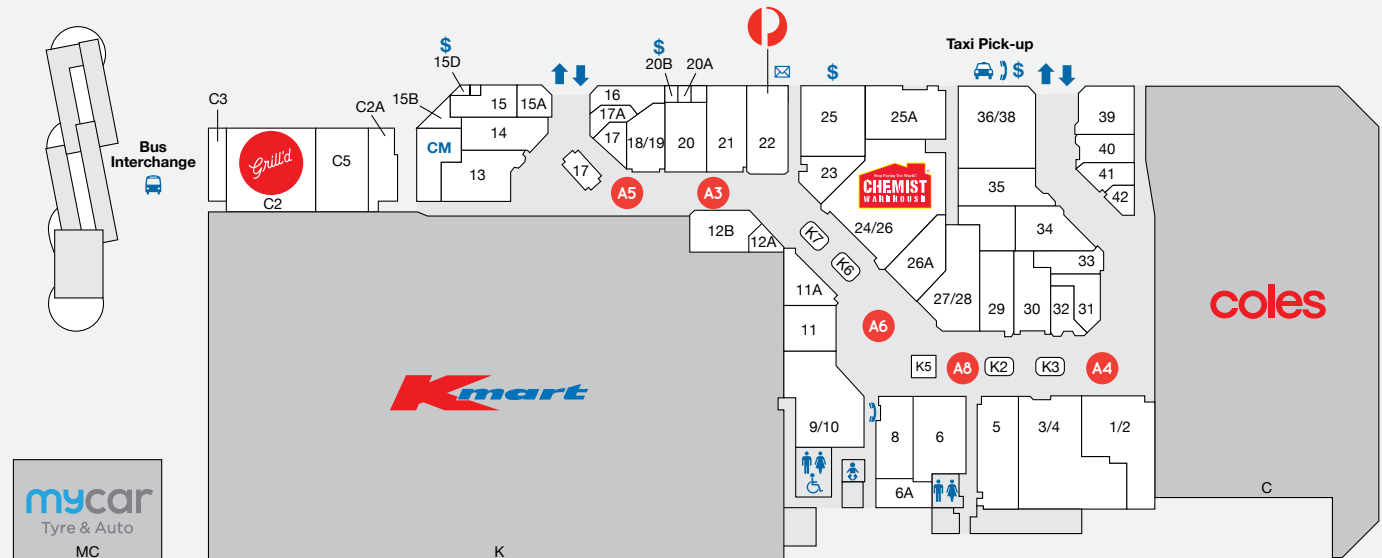 Taxi Pick-up
$
$
$
$
15D
20B
20A
C3
C2A
15B
15
15A
16
17A
17
14
CM
13
17
18/19
20
21
22
25
25A
36/38
39
40
41
42
Bus
Interchange
Grill'd
C2
C5
A5
A3
23
Stop Paying Too Much!
CHEMIST
WAREHOUSE
24/26
35
34
33
12B
12A
K7
K6
26A
27/28
29
30
32
31
11A
11
A6
K5
A8
K2
K3
A4
coles
Kmart
9/10
8
6
5
3/4
1/2
6A
C
mycar
Tyre & Auto
MC
K